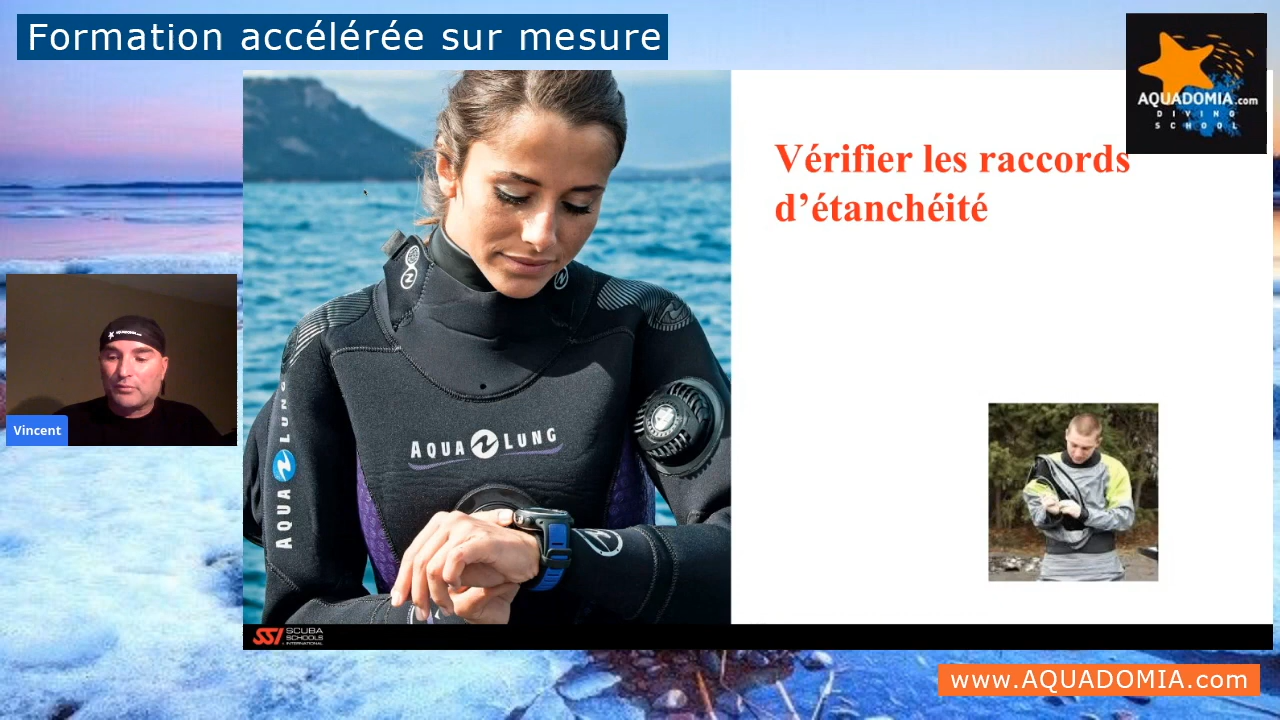 Formation accélérée sur mesure
AQUADOMIA.com
DIVING
SCHOOL
Vérifier les raccords
d’étanchéité
AQUA LUNG
AQUA LUNG
Vincent
SSI SCUBA
SCHOOLS
INTERNATIONAL
www.AQUADOMIA.com